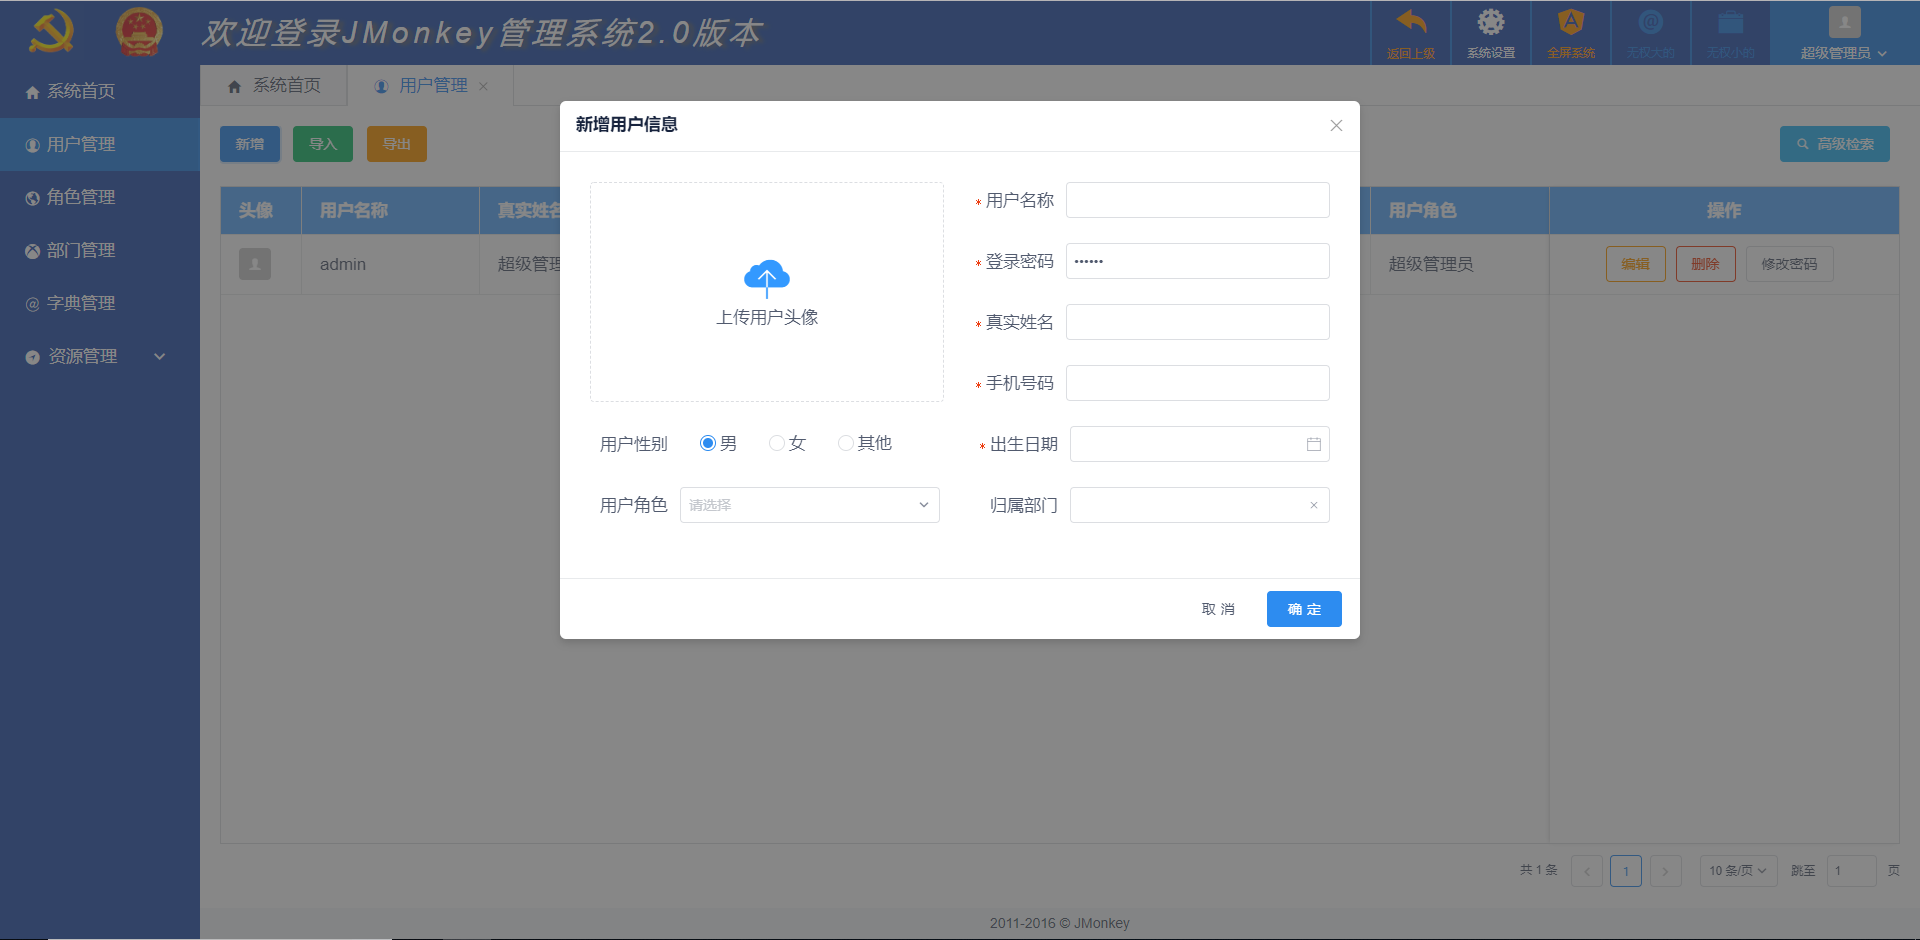 欢迎登录JMonkey管理系统2.0版本
返回上级
系统设置
全屏系统
无权大的
无权小的
超级管理员
系统首页
用户管理
角色管理
部门管理
字典管理
资源管理
系统首页
用户管理
新增
导入
导出
高级检索
头像
用户名称
真实姓名
用户角色
操作
admin
超级管理
超级管理员
编辑
删除
修改密码
新增用户信息
上传用户头像
* 用户名称
* 登录密码 ••••••
* 真实姓名
* 手机号码
用户性别 男 女 其他
* 出生日期
用户角色 请选择
归属部门
取消
确定
共 1 条
1
10 条/页
跳至 1 页
2011-2016 © JMonkey